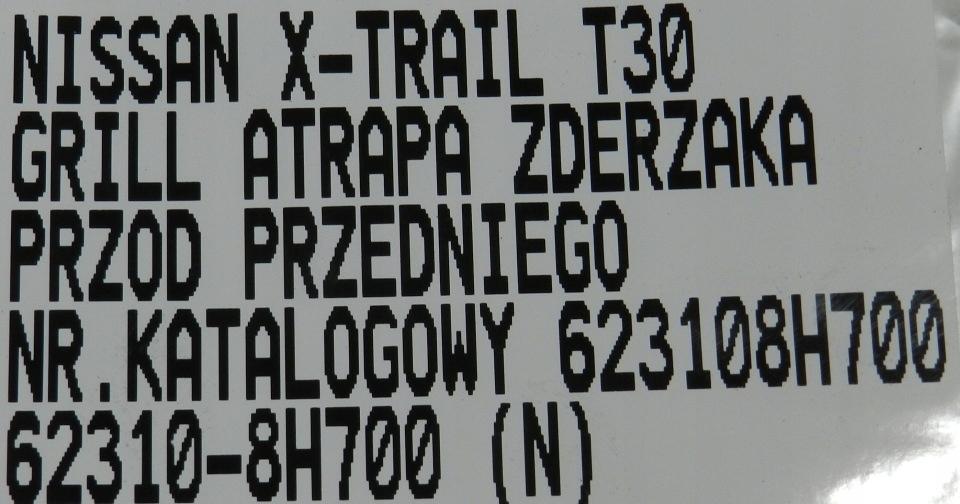 NISSAN X-TRAIL T30
GRILL ATRAPA ZDERZAKA
PRZOD PRZEDNIEGO
NR.KATALOGOWY 623108H700
62310-8H700 (N)